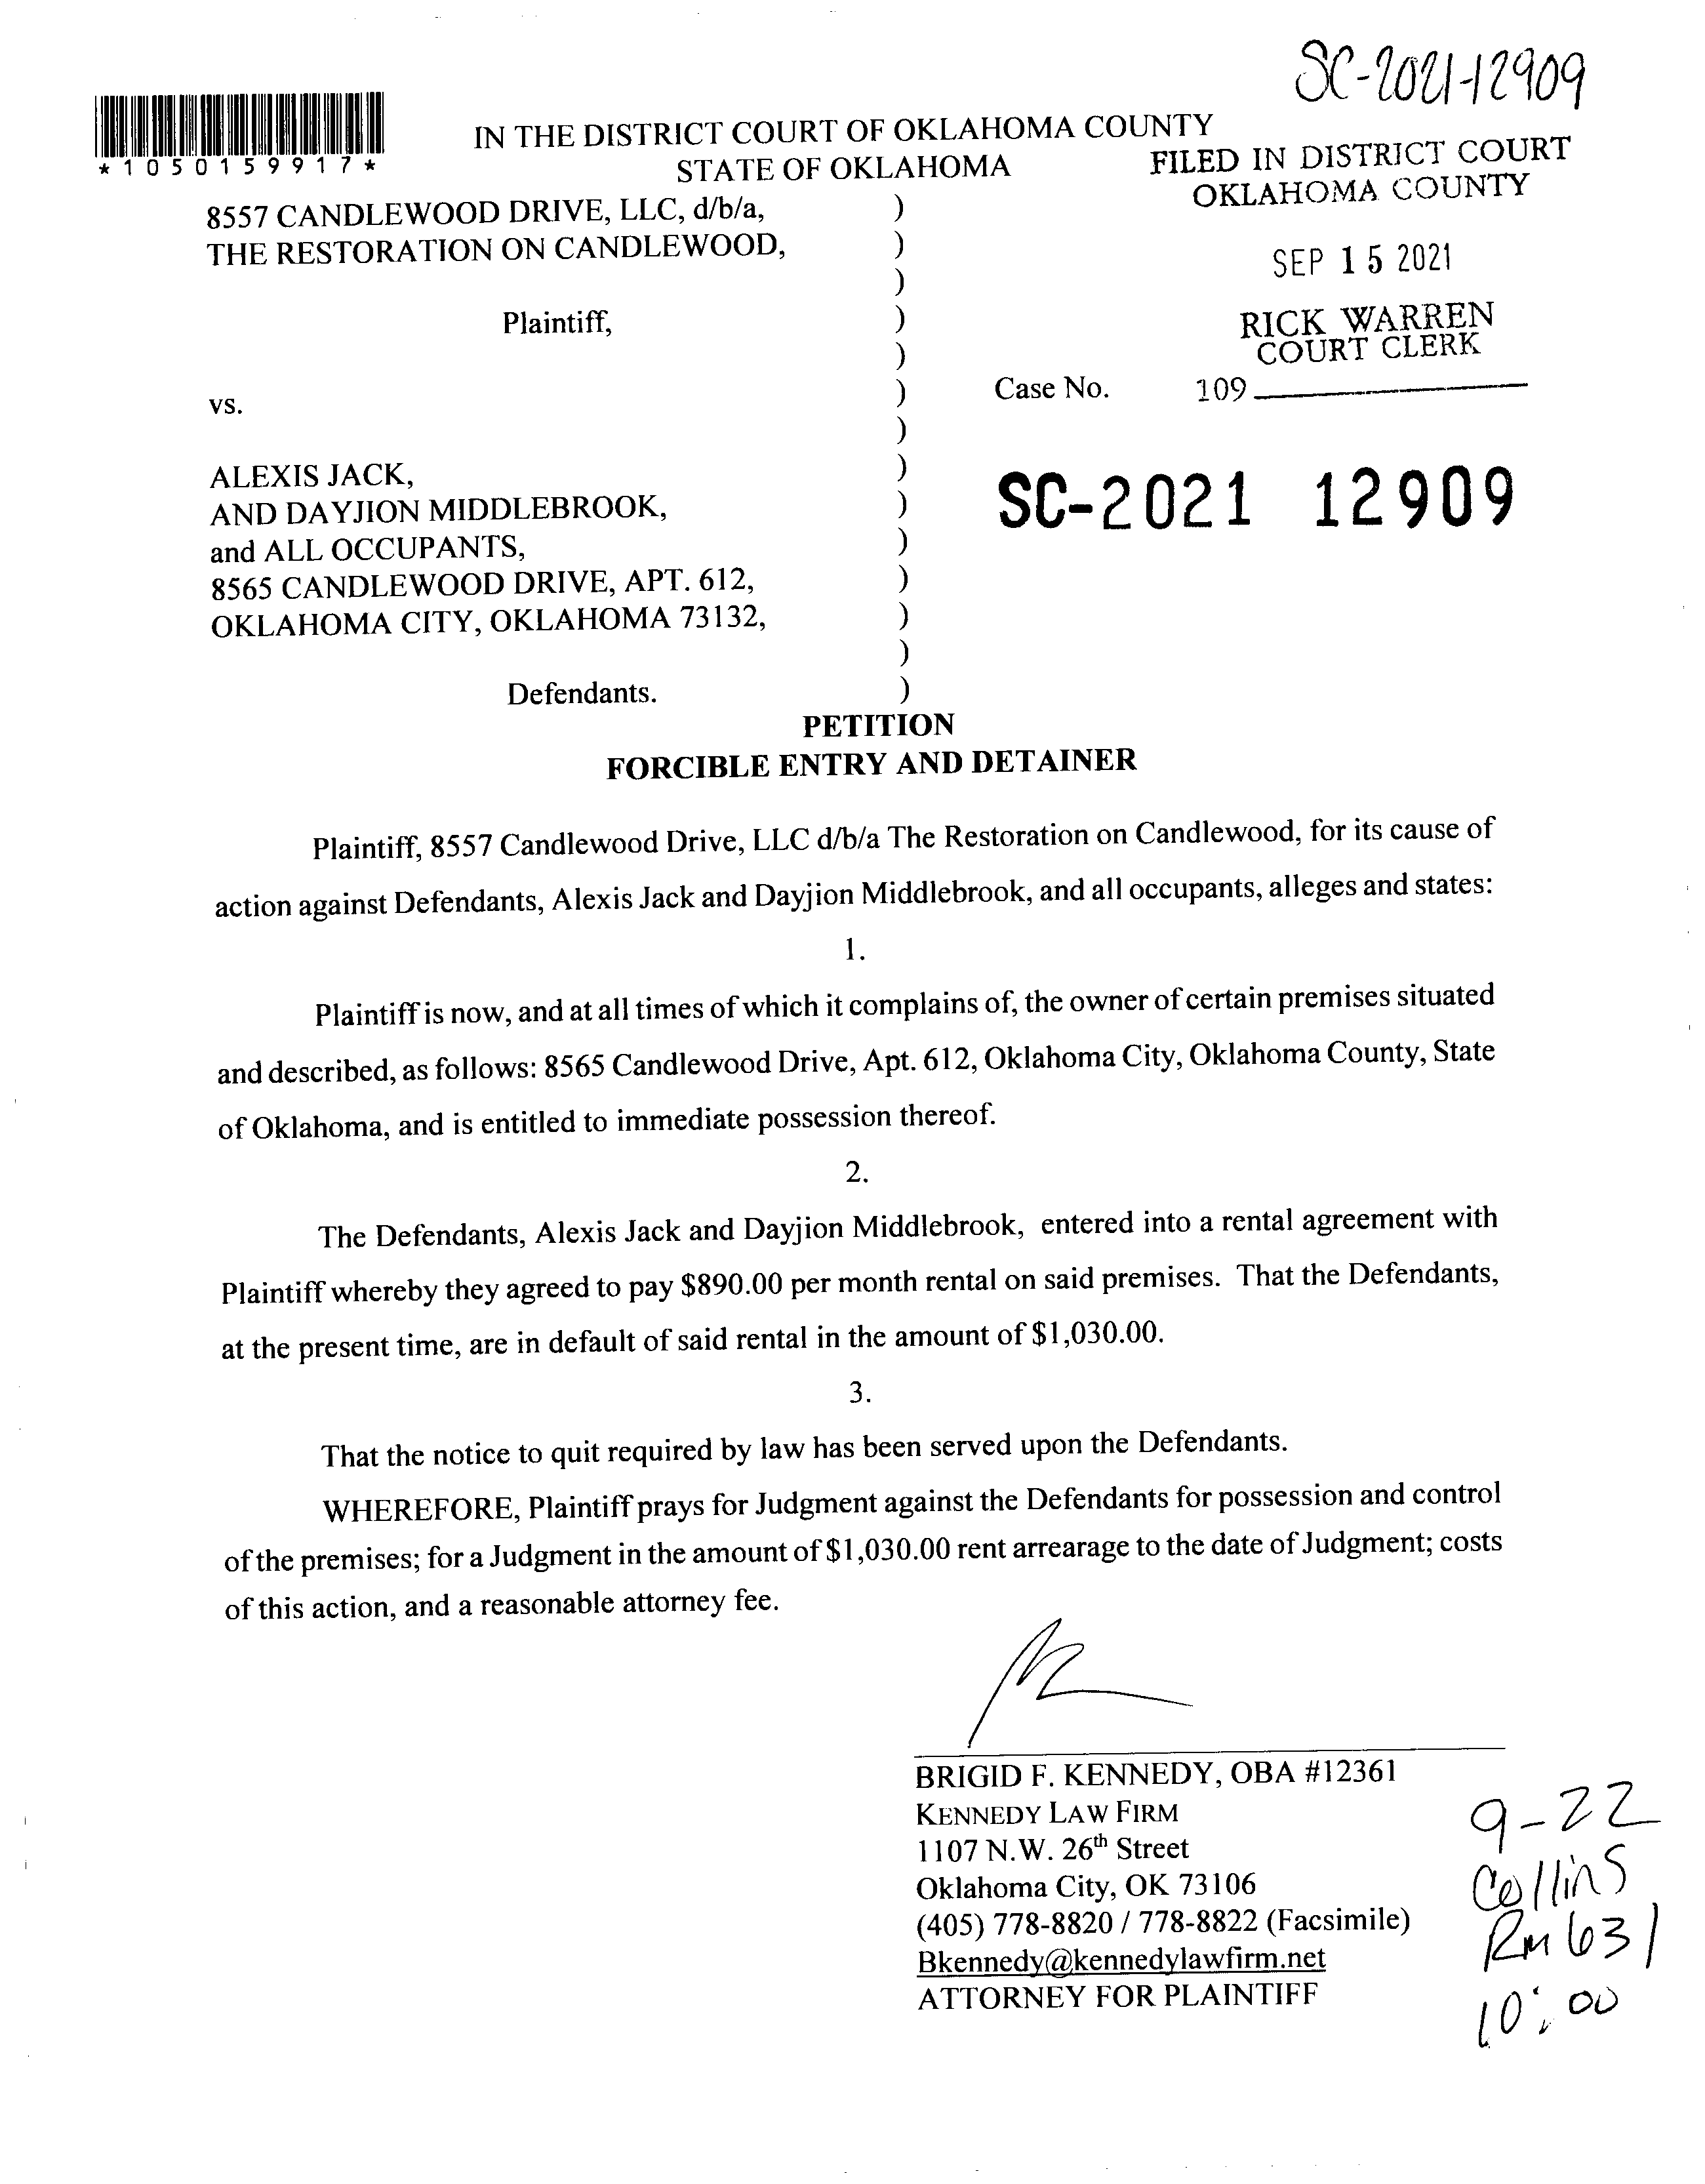 SC-2021-12909
*1050159917*
IN THE DISTRICT COURT OF OKLAHOMA COUNTY
STATE OF OKLAHOMA
FILED IN DISTRICT COURT
OKLAHOMA COUNTY
SEP 15 2021
RICK WARREN
COURT CLERK
109
8557 CANDLEWOOD DRIVE, LLC, d/b/a, )
THE RESTORATION ON CANDLEWOOD, )
)
Plaintiff, )
)
vs. ) Case No.
)
ALEXIS JACK, )
AND DAYJION MIDDLEBROOK, ) SC-2021 12909
and ALL OCCUPANTS, )
8565 CANDLEWOOD DRIVE, APT. 612, )
OKLAHOMA CITY, OKLAHOMA 73132, )
)
Defendants. )
PETITION
FORCIBLE ENTRY AND DETAINER
Plaintiff, 8557 Candlewood Drive, LLC d/b/a The Restoration on Candlewood, for its cause of
action against Defendants, Alexis Jack and Dayjion Middlebrook, and all occupants, alleges and states:
1.
Plaintiff is now, and at all times of which it complains of, the owner of certain premises situated
and described, as follows: 8565 Candlewood Drive, Apt. 612, Oklahoma City, Oklahoma County, State
of Oklahoma, and is entitled to immediate possession thereof.
2.
The Defendants, Alexis Jack and Dayjion Middlebrook, entered into a rental agreement with
Plaintiff whereby they agreed to pay $890.00 per month rental on said premises. That the Defendants,
at the present time, are in default of said rental in the amount of $1,030.00.
3.
That the notice to quit required by law has been served upon the Defendants.
WHEREFORE, Plaintiff prays for Judgment against the Defendants for possession and control
of the premises; for a Judgment in the amount of $1,030.00 rent arrearage to the date of Judgment; costs
of this action, and a reasonable attorney fee.
BRIGID F. KENNEDY, OBA #12361
KENNEDY LAW FIRM
1107 N.W. 26th Street
Oklahoma City, OK 73106
(405) 778-8820 / 778-8822 (Facsimile)
Bkennedy@kennedylawfirm.net
ATTORNEY FOR PLAINTIFF
9-22
Collins
Rm 631
10:00